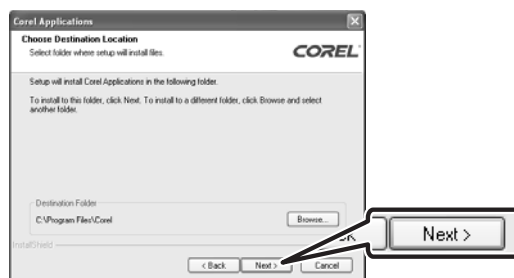 Corel Applications
Choose Destination Location
Select folder where setup will install files.
COREL
Setup will install Corel Applications in the following folder.
To install to this folder, click Next. To install to a different folder, click Browse and select
another folder.
Destination Folder
C:\Program Files\Corel
Browse...
InstallShield
< Back
Next >
Cancel
Next >